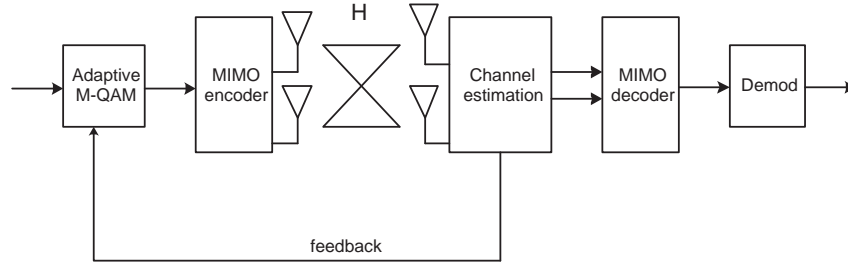 H
Adaptive
M-QAM
MIMO
encoder
Channel
estimation
MIMO
decoder
Demod
feedback